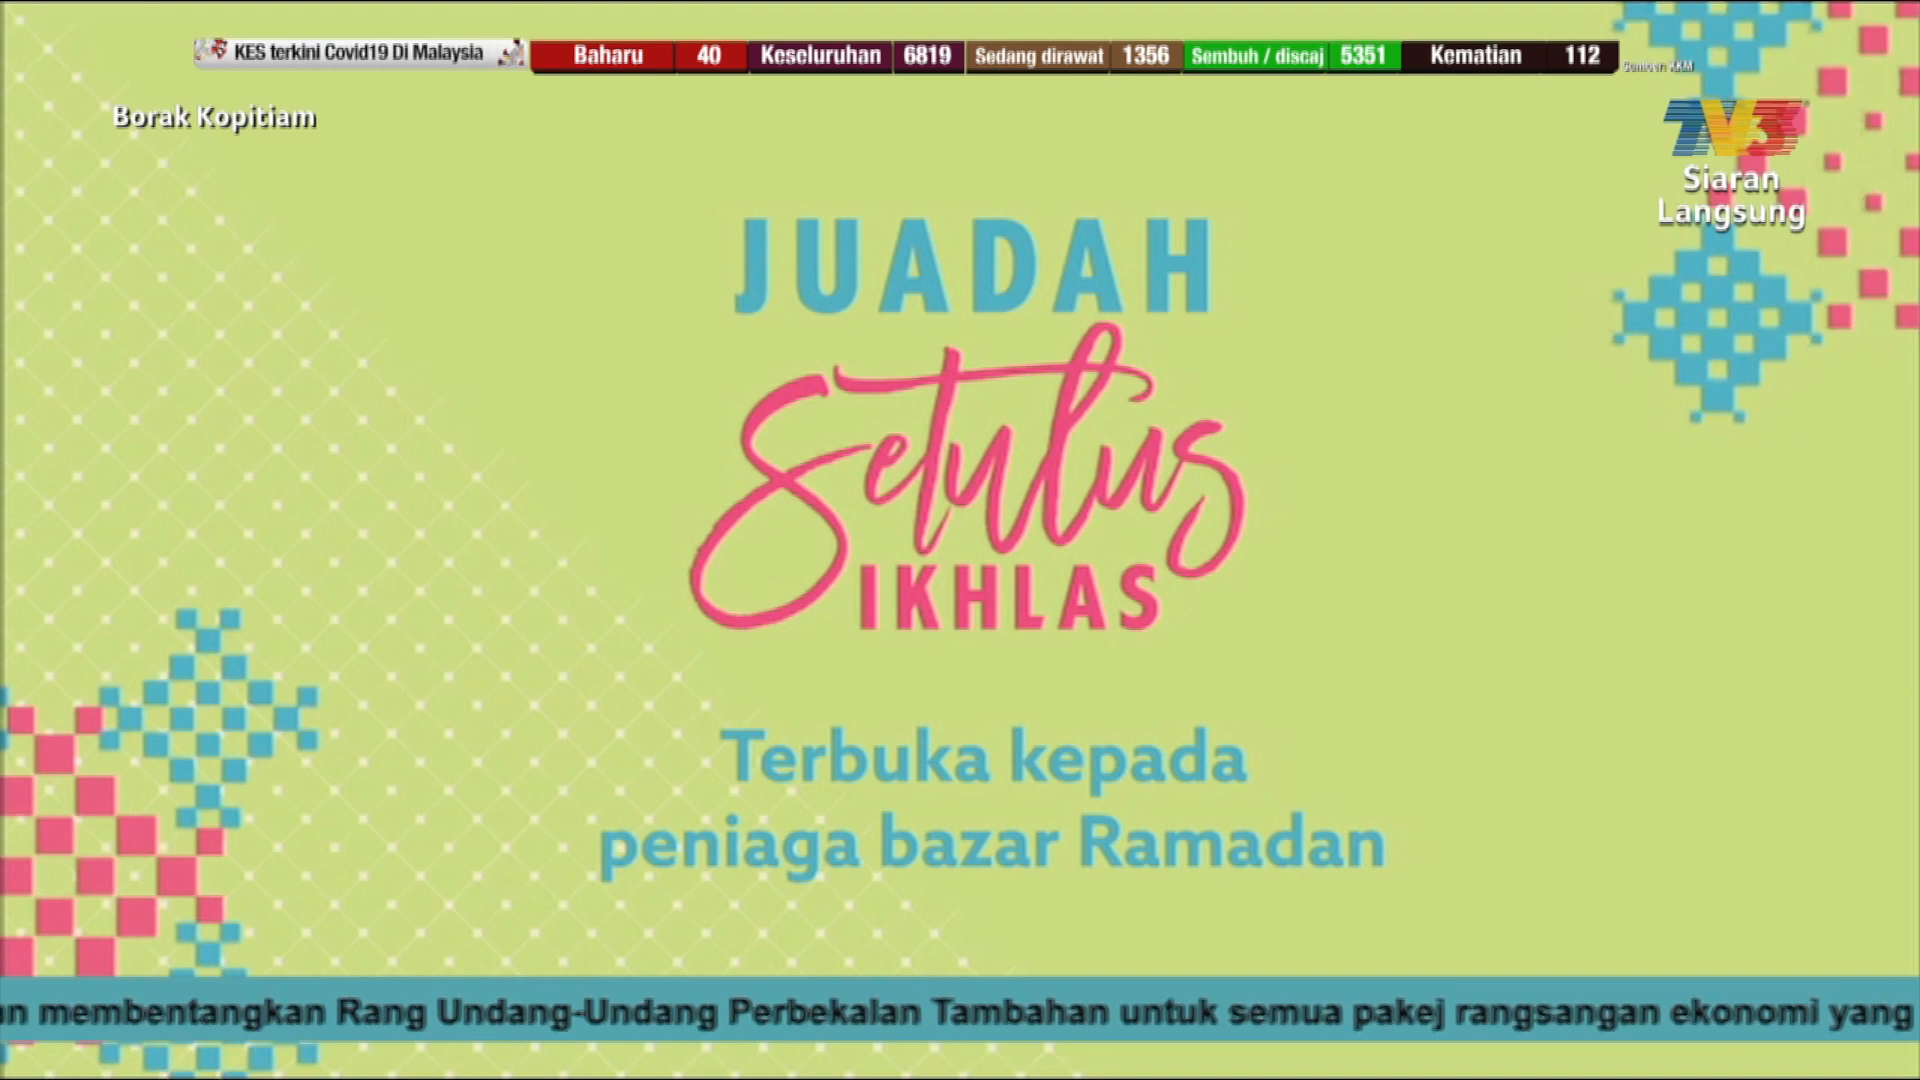 KES terkini Covid19 Di Malaysia Baharu 40 Keseluruhan 6819 Sedang dirawat 1356 Sembuh / discaj 5351 Kematian 112
Sumber: KKM
Borak Kopitiam
TV3
Siaran
Langsung
JUADAH
Setulus
IKHLAS
Terbuka kepada
peniaga bazar Ramadan
membentangkan Rang Undang-Undang Perbekalan Tambahan untuk semua pakej rangsangan ekonomi yang